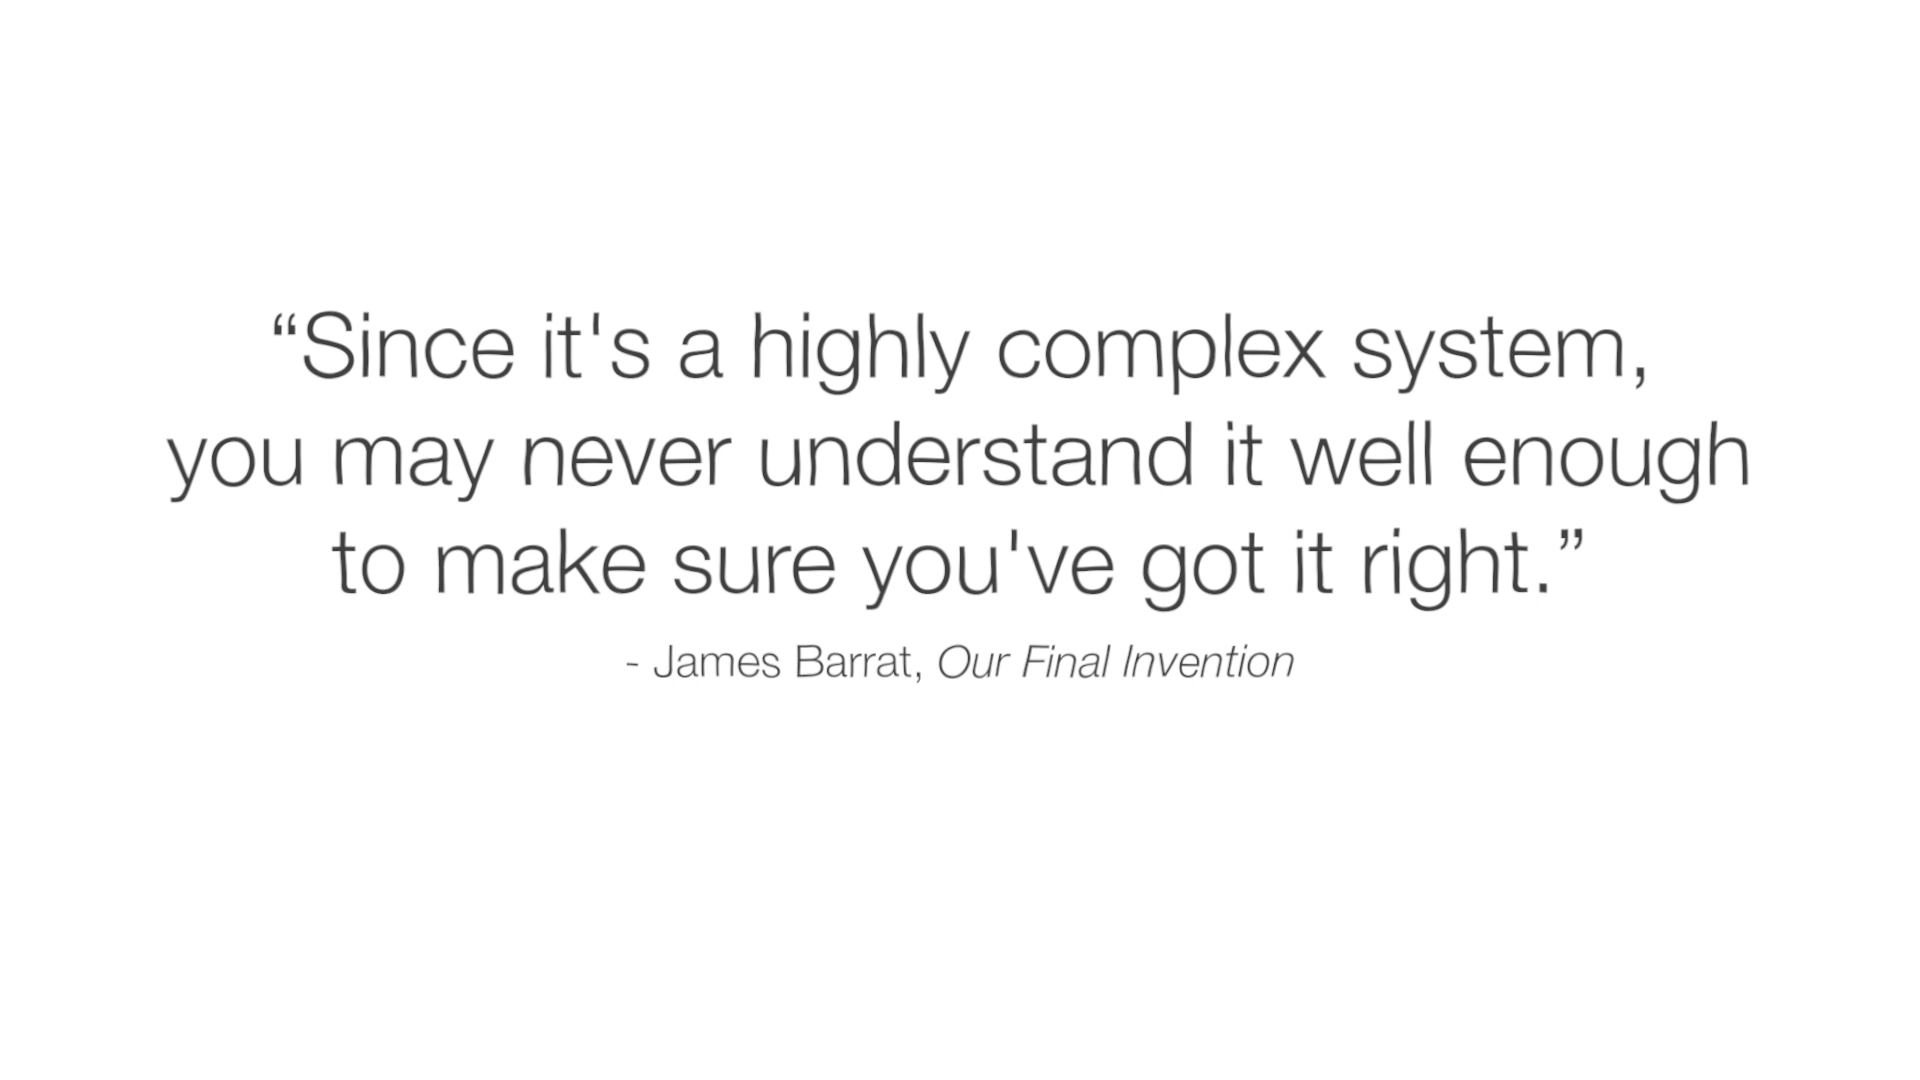 “Since it's a highly complex system,
you may never understand it well enough
to make sure you've got it right.”
- James Barrat, Our Final Invention